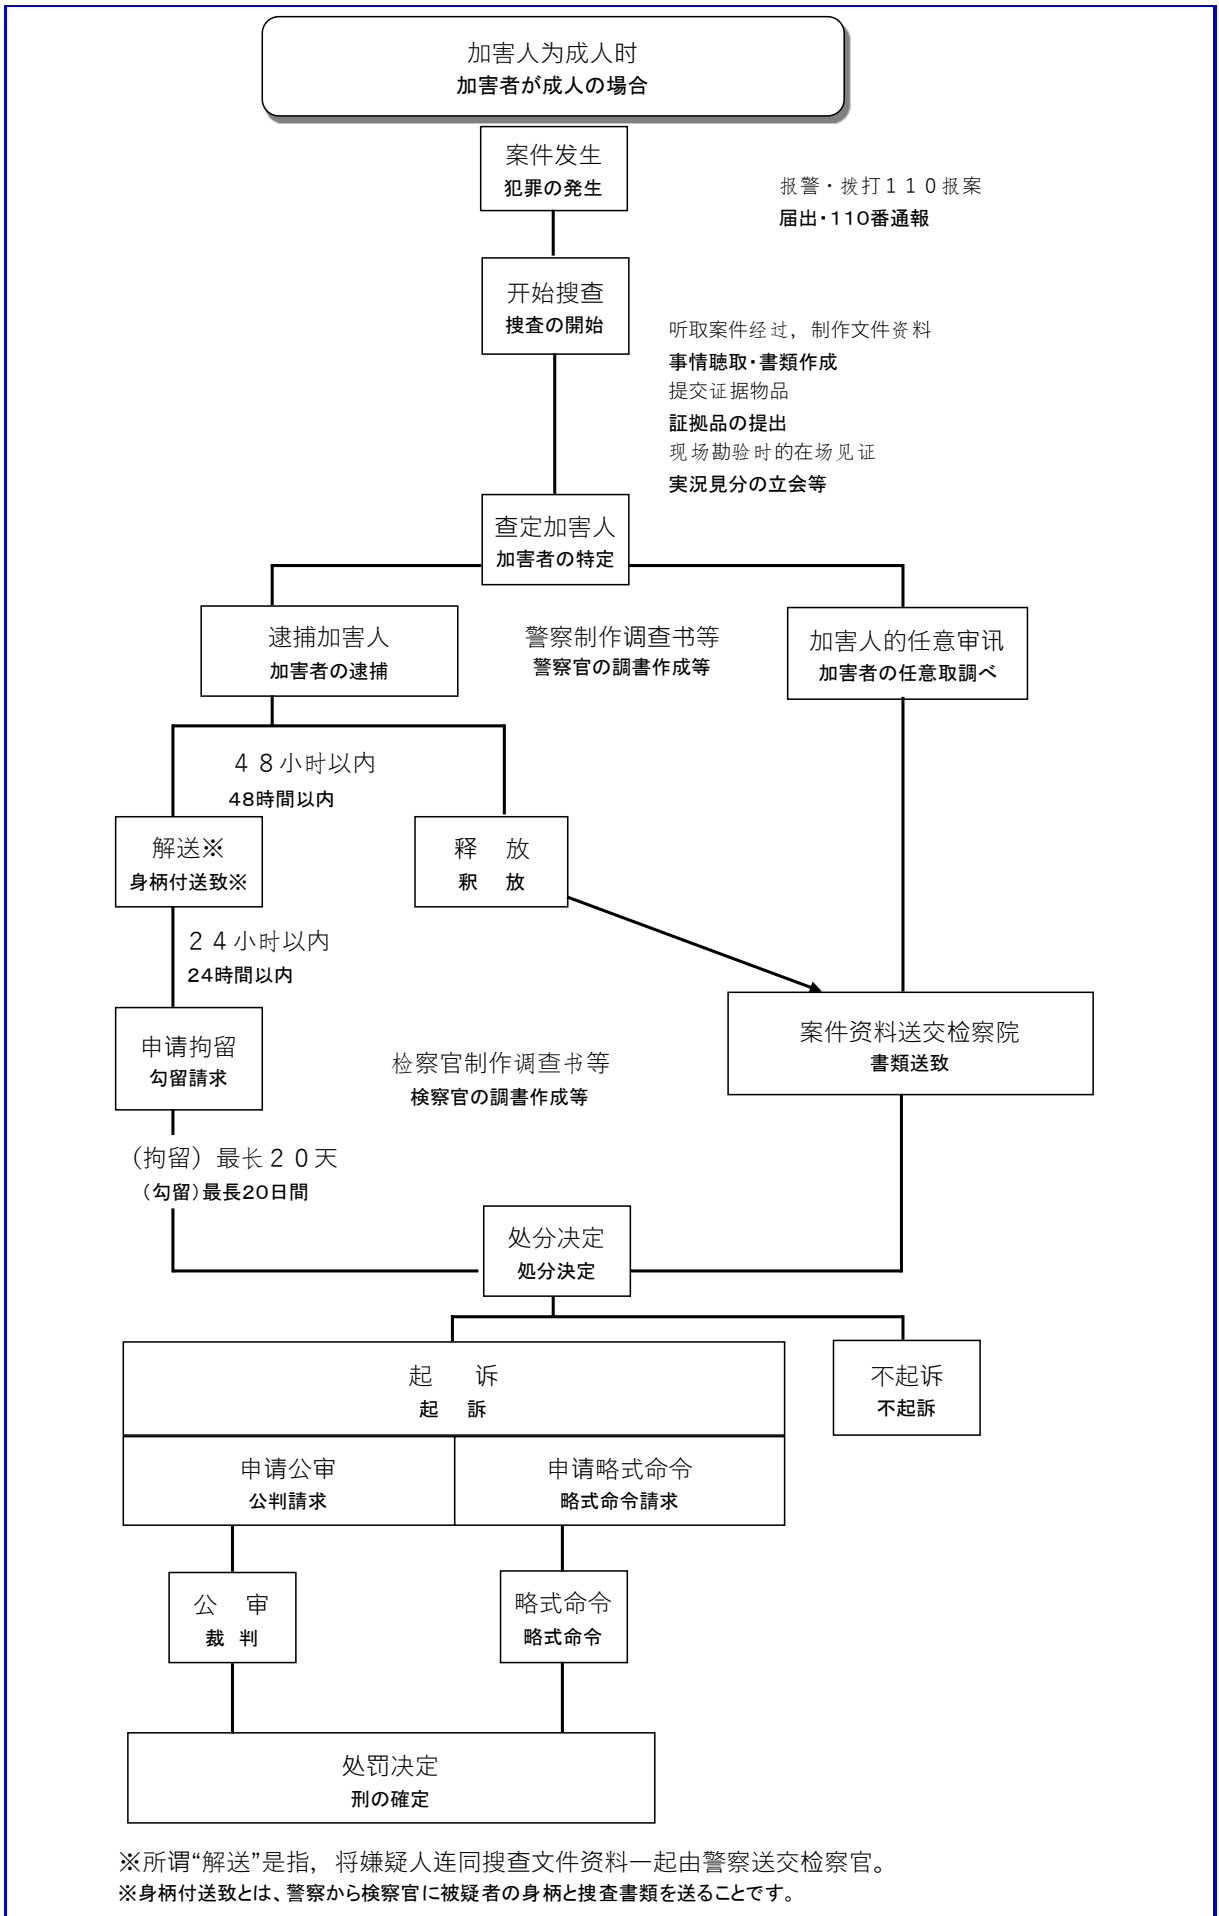 加害人为成人时
加害者が成人の場合
案件发生
犯罪の発生
报警・拨打１１０报案
届出・110番通報
开始搜查
捜査の開始
听取案件经过，制作文件资料
事情聴取・書類作成
提交证据物品
証拠品の提出
现场勘验时的在场见证
実況見分の立会等
查定加害人
加害者の特定
逮捕加害人
加害者の逮捕
警察制作调查书等
警察官の調書作成等
加害人的任意审讯
加害者の任意取調べ
４８小时以内
48時間以内
解送※
身柄付送致※
释　放
釈　放
２４小时以内
24時間以内
申请拘留
勾留請求
检察官制作调查书等
検察官の調書作成等
案件资料送交检察院
書類送致
（拘留）最长２０天
（勾留）最長20日間
处分决定
処分決定
起　诉
起　訴
不起诉
不起訴
申请公审
公判請求
申请略式命令
略式命令請求
公　审
裁　判
略式命令
略式命令
处罚决定
刑の確定
※所谓“解送”是指，将嫌疑人连同搜查文件资料一起由警察送交检察官。
※身柄付送致とは、警察から検察官に被疑者の身柄と捜査書類を送ることです。